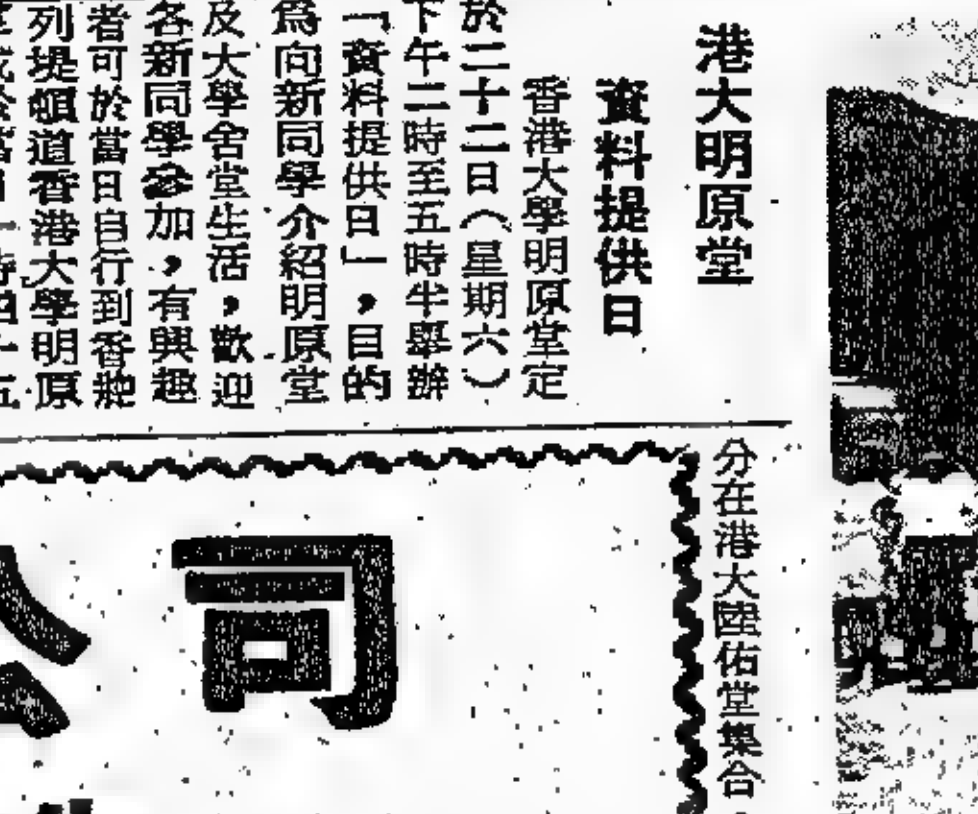 港大明原堂
資料提供日
香港大學明原堂定
於二十二日（星期六）
下午二時至五時半舉辦
「資料提供日」，目的
爲向新同學介紹明原堂
及大學舍堂生活，歡迎
各新同學參加，有興趣
者可於當日自行到香港
列堤頓道香港大學明原
分在港大陸佑堂集合，
公司